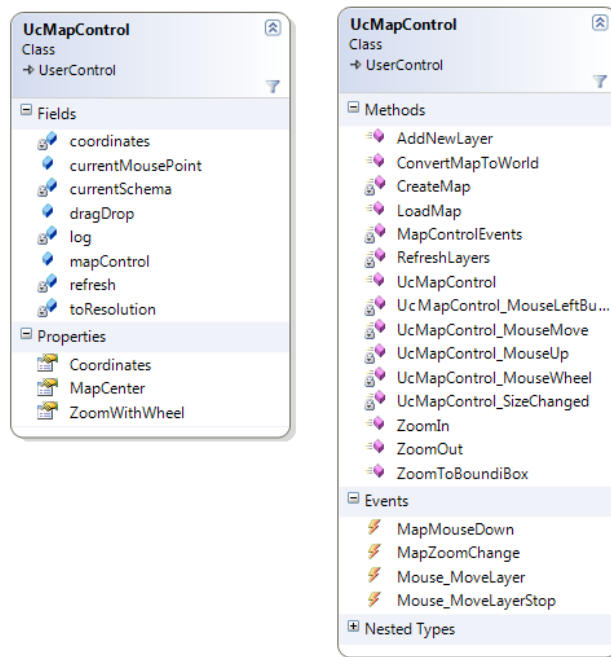 UcMapControl
Class
UserControl
Fields
coordinates
currentMousePoint
currentSchema
dragDrop
log
mapControl
refresh
toResolution
Properties
Coordinates
MapCenter
ZoomWithWheel
UcMapControl
Class
UserControl
Methods
AddNewLayer
ConvertMapToWorld
CreateMap
LoadMap
MapControlEvents
RefreshLayers
UcMapControl
UcMapControl_MouseLeftBu...
UcMapControl_MouseMove
UcMapControl_MouseUp
UcMapControl_MouseWheel
UcMapControl_SizeChanged
ZoomIn
ZoomOut
ZoomToBoundiBox
Events
MapMouseDown
MapZoomChange
Mouse_MoveLayer
Mouse_MoveLayerStop
Nested Types